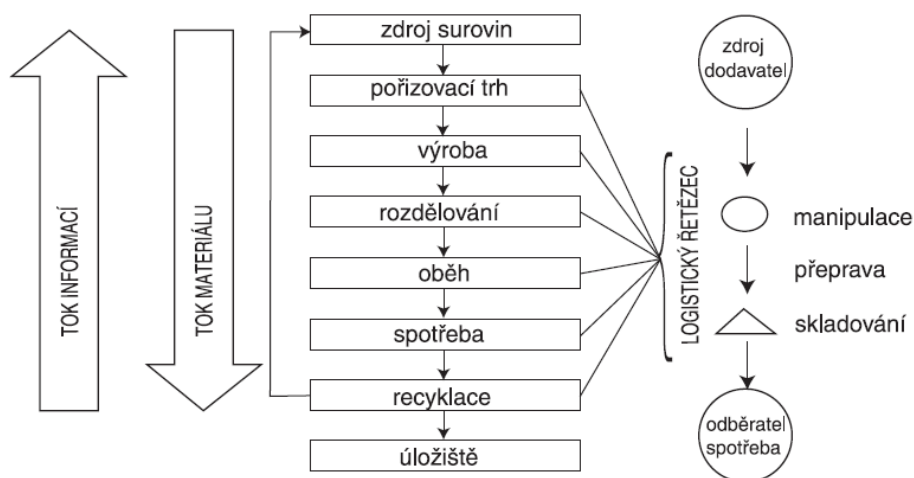 TOK INFORMACÍ
TOK MATERIÁLU
zdroj surovin
pořizovací trh
výroba
rozdělování
oběh
spotřeba
recyklace
úložiště
LOGISTICKÝ ŘETĚZEC
zdroj
dodavatel
manipulace
přeprava
skladování
odběratel
spotřeba